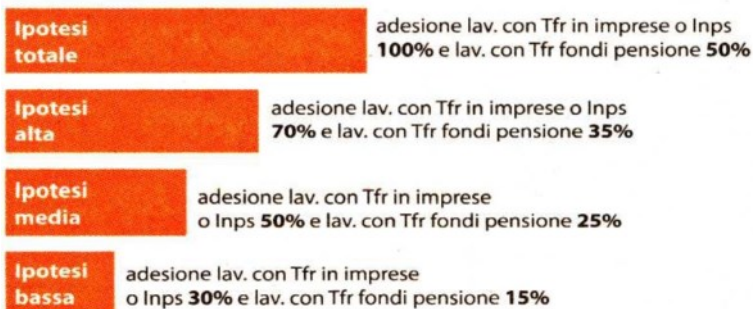 Ipotesi
totale
adesione lav. con Tfr in imprese o Inps
100% e lav. con Tfr fondi pensione 50%
Ipotesi
alta
adesione lav. con Tfr in imprese o Inps
70% e lav. con Tfr fondi pensione 35%
Ipotesi
media
adesione lav. con Tfr in imprese
o Inps 50% e lav. con Tfr fondi pensione 25%
Ipotesi
bassa
adesione lav. con Tfr in imprese
o Inps 30% e lav. con Tfr fondi pensione 15%